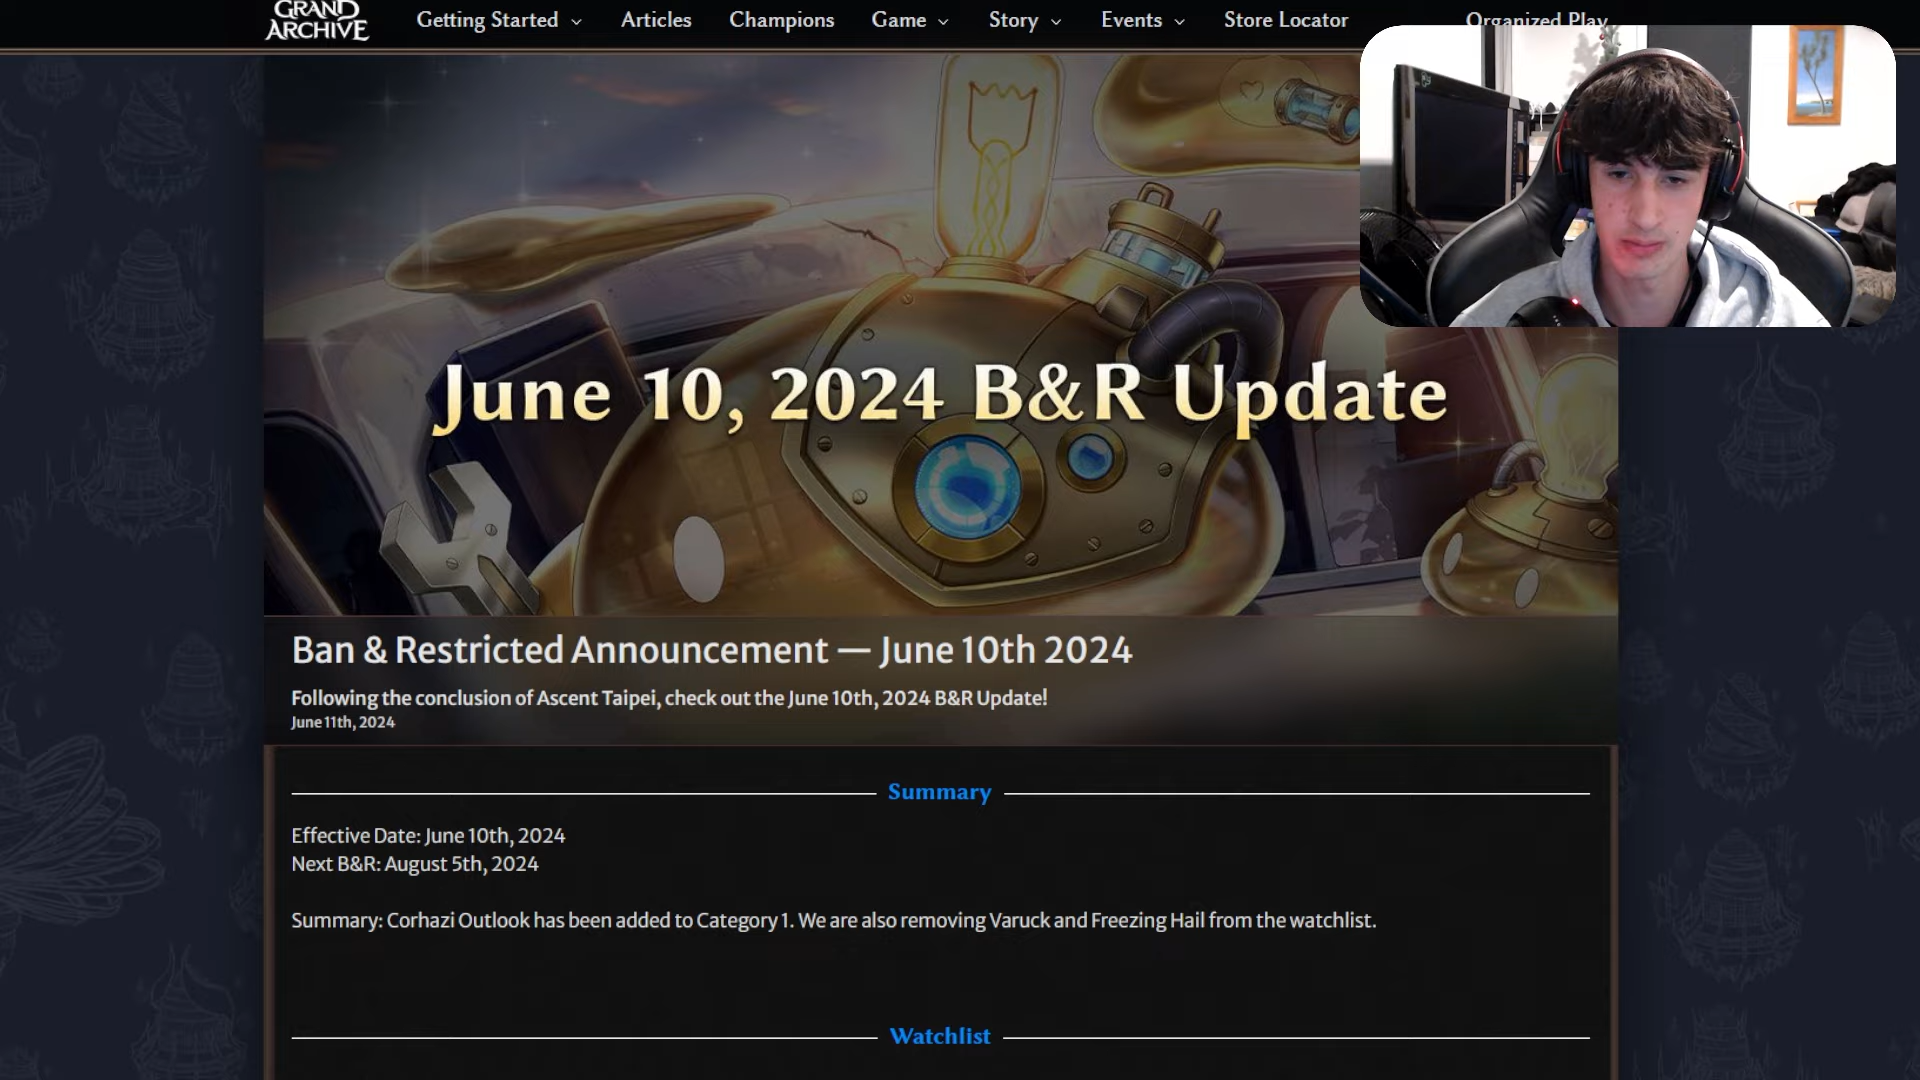 GRAND
ARCHIVE
Getting Started
Articles
Champions
Game
Story
Events
Store Locator
Organized Play
June 10, 2024 B&R Update
Ban & Restricted Announcement — June 10th 2024
Following the conclusion of Ascent Taipei, check out the June 10th, 2024 B&R Update!
June 11th, 2024
Summary
Effective Date: June 10th, 2024
Next B&R: August 5th, 2024
Summary: Corhazi Outlook has been added to Category 1. We are also removing Varuck and Freezing Hail from the watchlist.
Watchlist